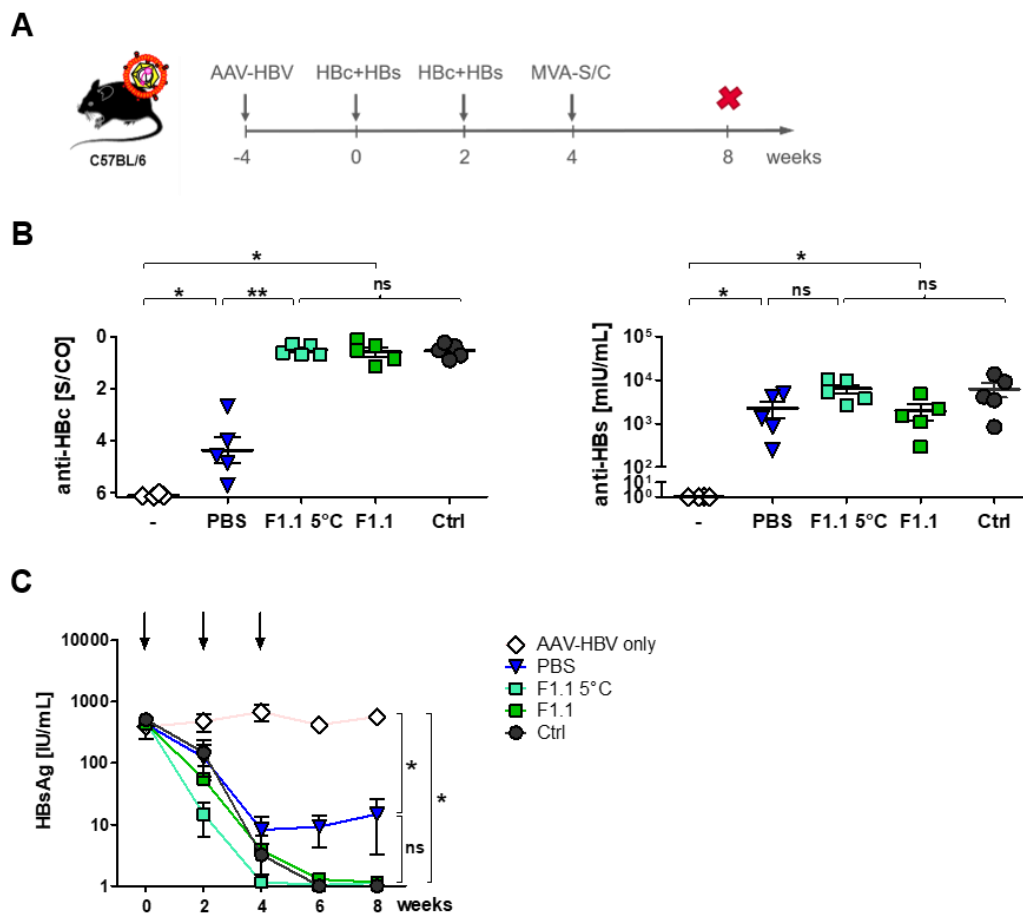 A
AAV-HBV HBc+HBs HBc+HBs MVA-S/C
C57BL/6
-4 0 2 4 8 weeks
B
*
* ** ns
anti-HBc [S/CO]
0
2
4
6
- PBS F1.1 5°C F1.1 Ctrl
*
* ns ns
anti-HBs [mIU/mL]
10⁵
10⁴
10³
10²
10¹
10⁰
- PBS F1.1 5°C F1.1 Ctrl
C
HBsAg [IU/mL]
10000
1000
100
10
1
0 2 4 6 8 weeks
*
*
ns
AAV-HBV only
PBS
F1.1 5°C
F1.1
Ctrl